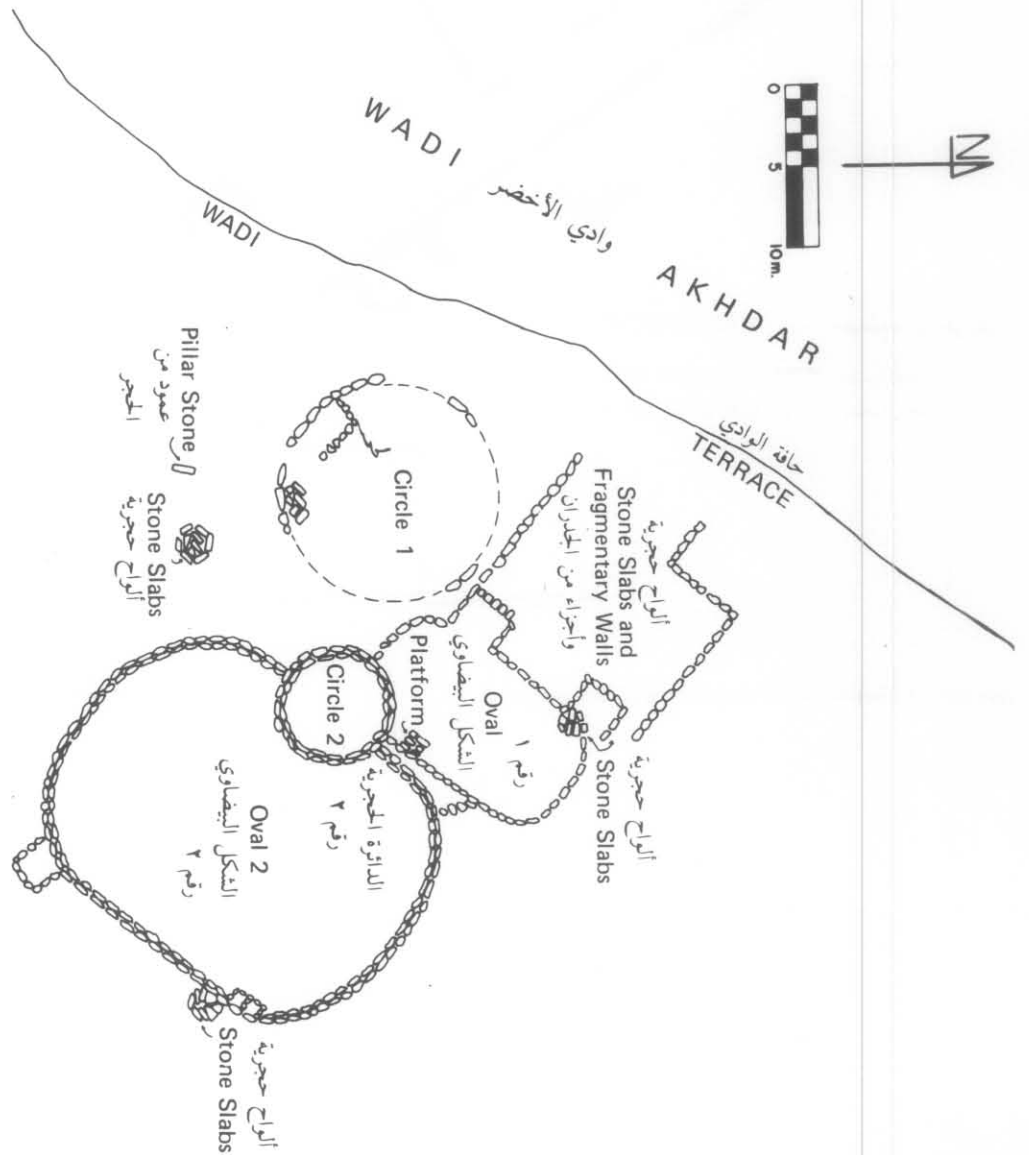 N
0
5
10 m.
WADI
وادي الأخضر
AKHDAR
WADI
حافة الوادي
TERRACE
ألواح حجرية
Stone Slabs and
Fragmentary Walls
وأجزاء من الجدران
Circle 1
Pillar Stone
عمود من
الحجر
Stone Slabs
ألواح حجرية
ألواح حجرية
Stone Slabs
Oval
رقم ١
الشكل البيضاوي
Platform
Circle 2
الدائرة الحجرية
رقم ٢
Oval 2
الشكل البيضاوي
رقم ٢
ألواح حجرية
Stone Slabs